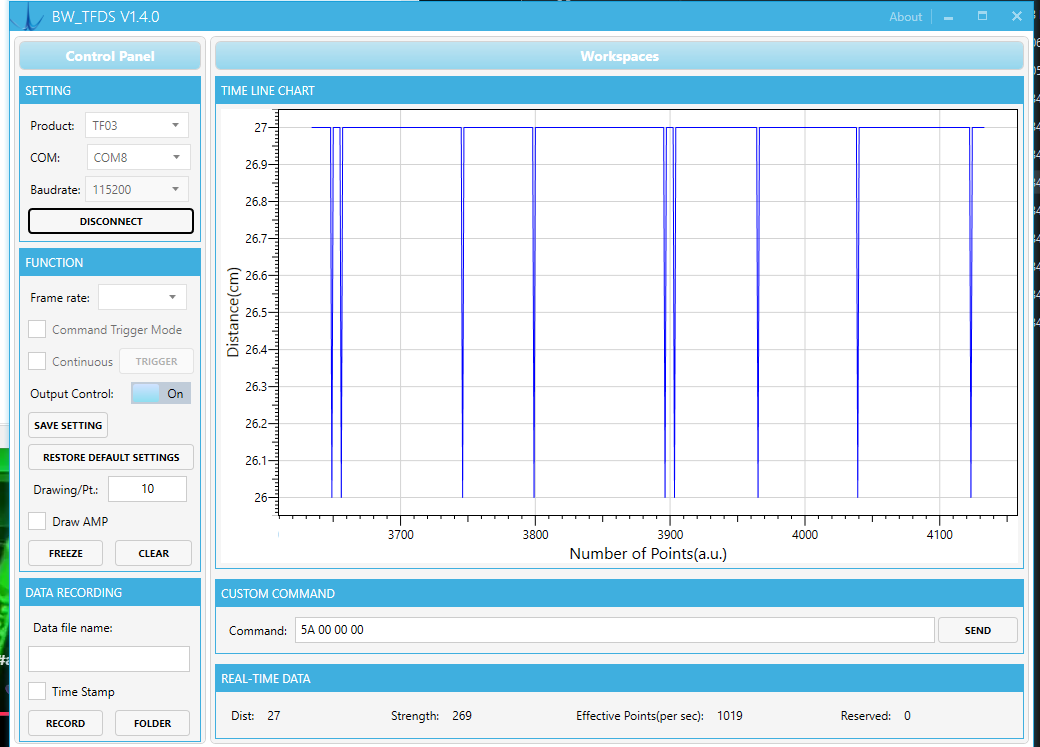 BW_TFDS V1.4.0
About
Control Panel
SETTING
Product: TF03
COM: COM8
Baudrate: 115200
DISCONNECT
FUNCTION
Frame rate:
Command Trigger Mode
Continuous TRIGGER
Output Control: On
SAVE SETTING
RESTORE DEFAULT SETTINGS
Drawing/Pt.: 10
Draw AMP
FREEZE CLEAR
DATA RECORDING
Data file name:
Time Stamp
RECORD FOLDER
Workspaces
TIME LINE CHART
Distance(cm)
27
26.9
26.8
26.7
26.6
26.5
26.4
26.3
26.2
26.1
26
3700 3800 3900 4000 4100
Number of Points(a.u.)
CUSTOM COMMAND
Command: 5A 00 00 00 SEND
REAL-TIME DATA
Dist: 27 Strength: 269 Effective Points(per sec): 1019 Reserved: 0